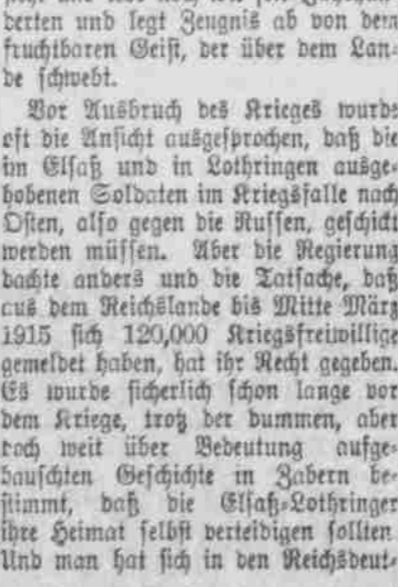 derten und legt Zeugnis ab von dem
fruchtbaren Geist, der über dem Lan-
de schwebt.
Vor Ausbruch des Krieges wurde
oft die Ansicht ausgesprochen, daß die
im Elsaß und in Lothringen ausge-
hobenen Soldaten im Kriegsfalle nach
Osten, also gegen die Russen, geschickt
werden müssen. Aber die Regierung
dachte anders und die Tatsache, daß
aus dem Reichslande bis Mitte März
1915 sich 120,000 Kriegsfreiwillige
gemeldet haben, hat ihr Recht gegeben.
Es wurde sicherlich schon lange vor
dem Kriege, trotz der dummen, aber
doch weit über Bedeutung aufge-
bauschten Geschichte in Zabern be-
stimmt, daß die Elsaß-Lothringer
ihre Heimat selbst verteidigen sollten.
Und man hat sich in den Reichsdeut-